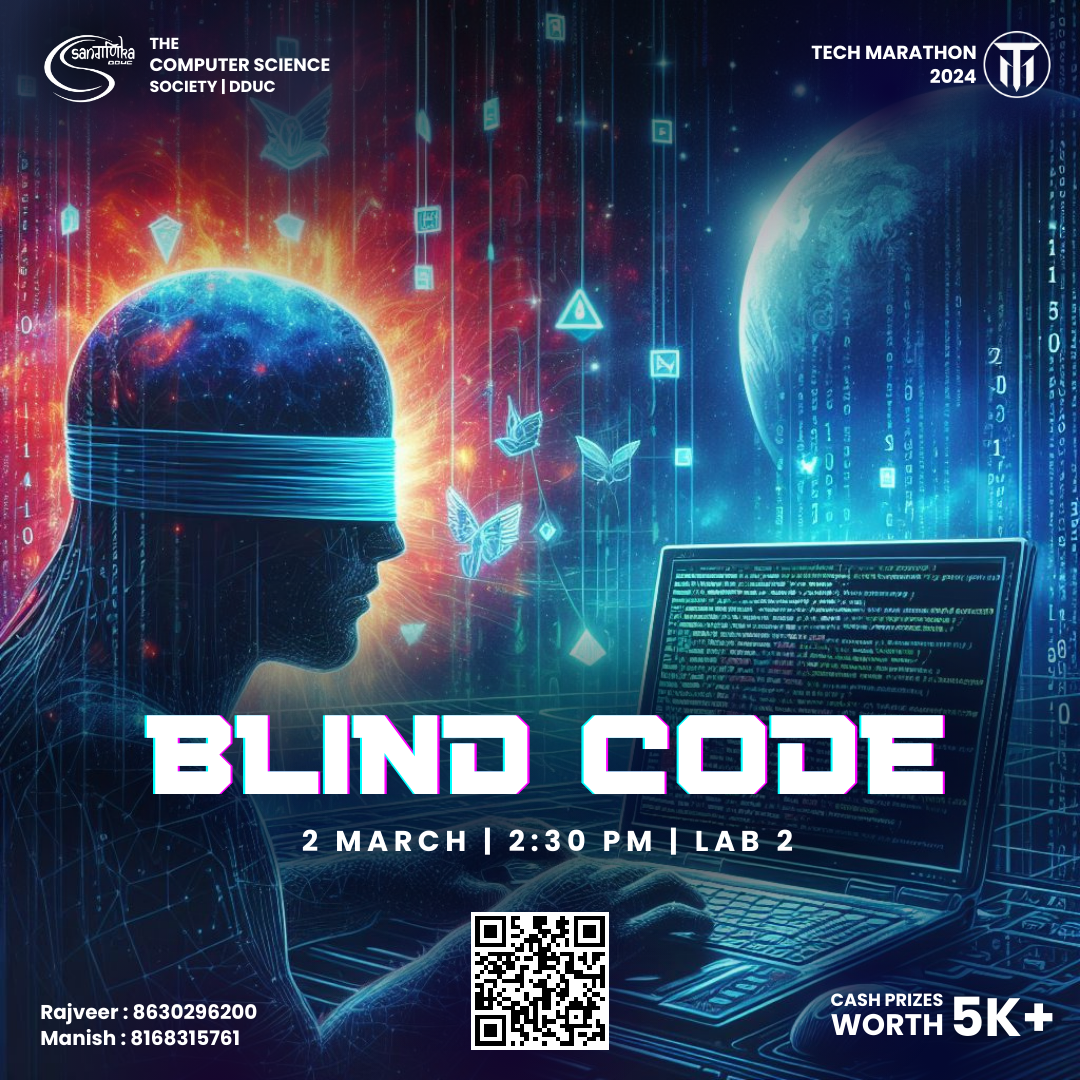 sanganika
DDUC
THE
COMPUTER SCIENCE
SOCIETY | DDUC
TECH MARATHON
2024
BLIND CODE
2 MARCH | 2:30 PM | LAB 2
Rajveer : 8630296200
Manish : 8168315761
CASH PRIZES
WORTH 5K+